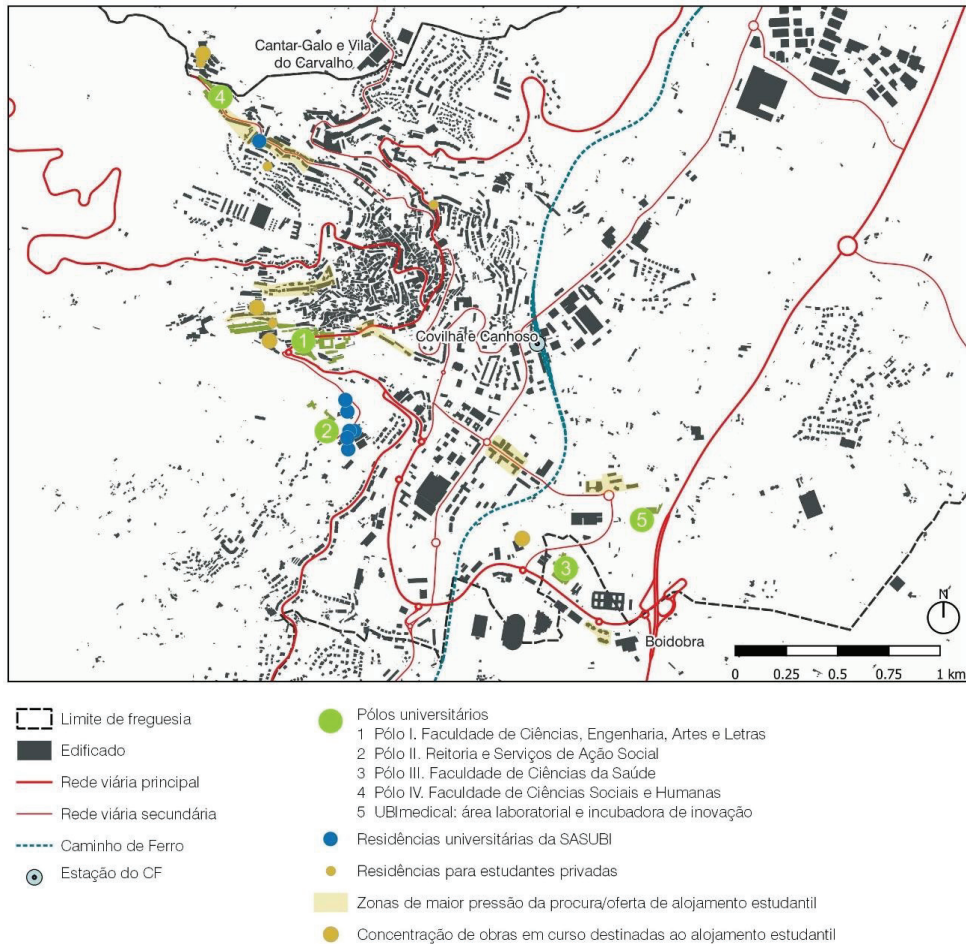 Cantar-Galo e Vila
do Carvalho
4
1
Covilhã e Canhoso
2
5
3
N
Boidobra
0 0.25 0.5 0.75 1 km
Limite de freguesia
Edificado
Rede viária principal
Rede viária secundária
Caminho de Ferro
Estação do CF
Pólos universitários
1 Pólo I. Faculdade de Ciências, Engenharia, Artes e Letras
2 Pólo II. Reitoria e Serviços de Ação Social
3 Pólo III. Faculdade de Ciências da Saúde
4 Pólo IV. Faculdade de Ciências Sociais e Humanas
5 UBImedical: área laboratorial e incubadora de inovação
Residências universitárias da SASUBI
Residências para estudantes privadas
Zonas de maior pressão da procura/oferta de alojamento estudantil
Concentração de obras em curso destinadas ao alojamento estudantil